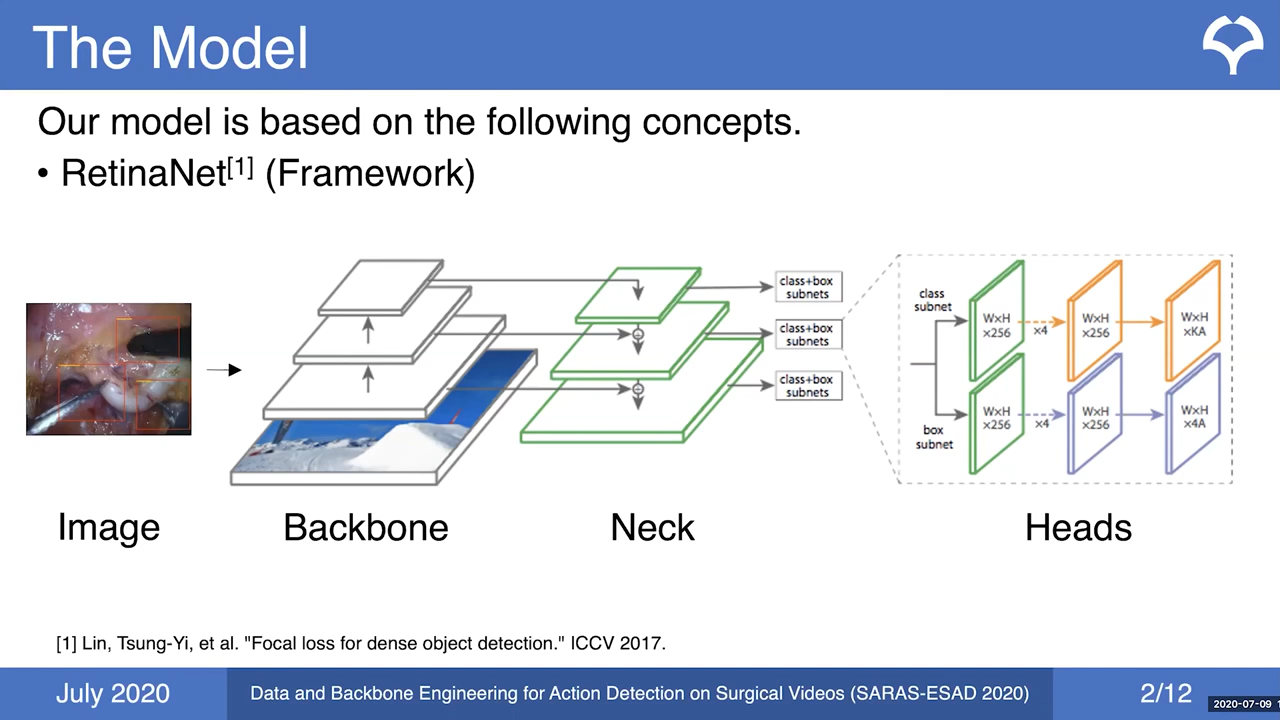 The Model
Our model is based on the following concepts.
• RetinaNet[1] (Framework)
class+box
subnets
class+box
subnets
class+box
subnets
class
subnet
W×H
×256
×4
W×H
×256
W×H
×KA
box
subnet
W×H
×256
×4
W×H
×256
W×H
×4A
Image
Backbone
Neck
Heads
[1] Lin, Tsung-Yi, et al. "Focal loss for dense object detection." ICCV 2017.
July 2020
Data and Backbone Engineering for Action Detection on Surgical Videos (SARAS-ESAD 2020)
2/12
2020-07-09